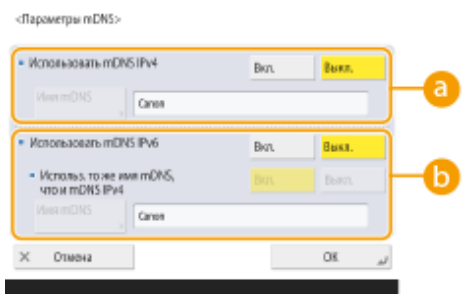 <Параметры mDNS>
Использовать mDNS IPv4
Вкл.
Выкл.
a
Имя mDNS
Canon
Использовать mDNS IPv6
Вкл.
Выкл.
Использ. то же имя mDNS,
что и mDNS IPv4
Вкл.
Выкл.
b
Имя mDNS
Canon
Отмена
OK